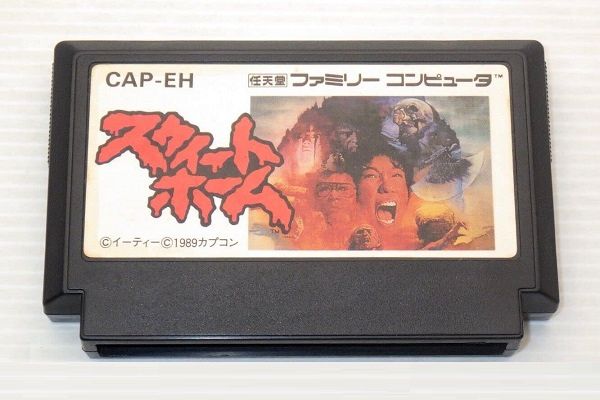 CAP-EH
任天堂 ファミリー コンピュータ™
スウィート
ホーム
TM
©イーティー©1989カプコン